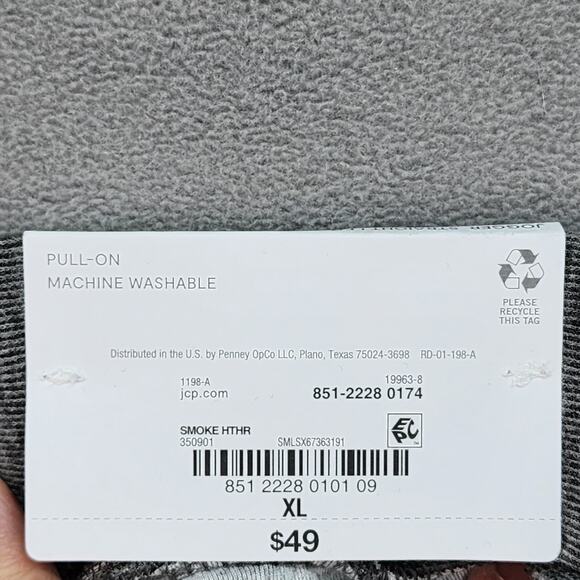 PULL-ON
MACHINE WASHABLE
PLEASE
RECYCLE
THIS TAG
Distributed in the U.S. by Penney OpCo LLC, Plano, Texas 75024-3698 RD-01-198-A
1198-A 19963-8
jcp.com 851-2228 0174
SMOKE HTHR EPC
350901 SMLSX67363191
851 2228 0101 09
XL
$49